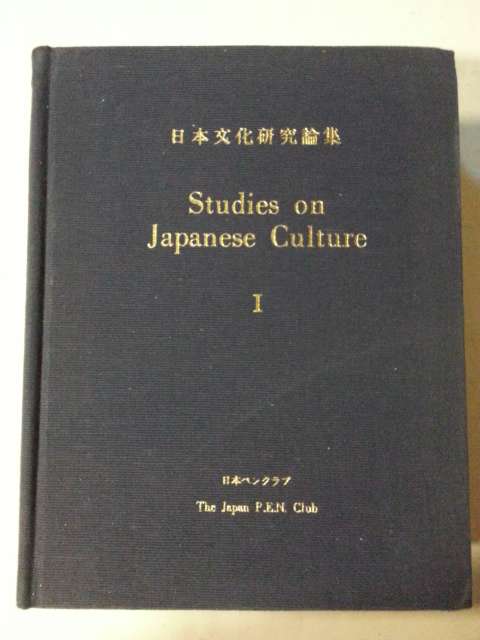 日本文化研究論集
Studies on
Japanese Culture
I
日本ペンクラブ
The Japan P.E.N. Club